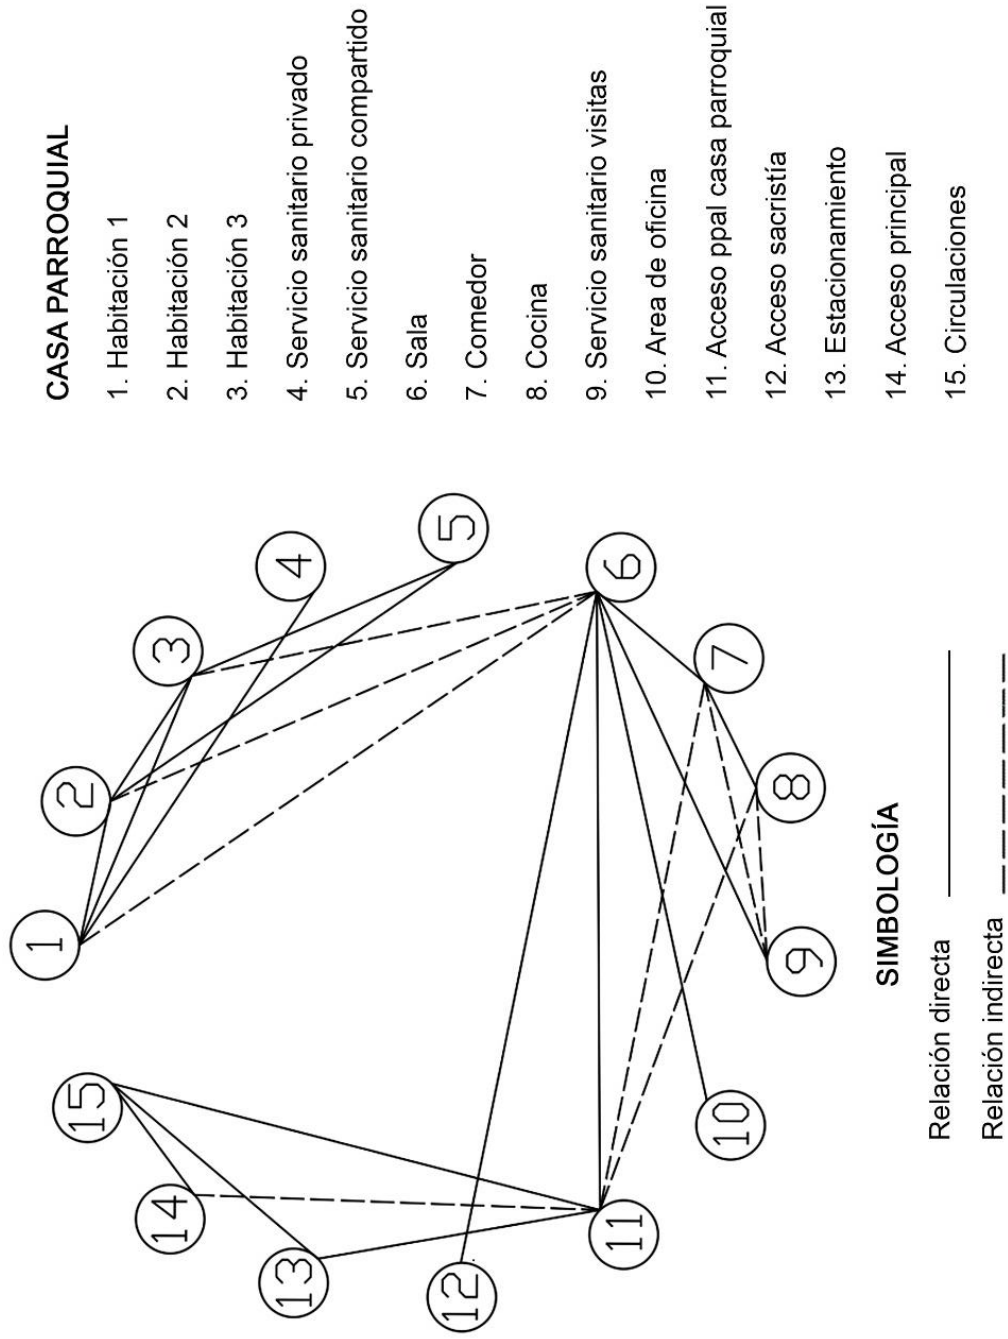 CASA PARROQUIAL
1. Habitación 1
2. Habitación 2
3. Habitación 3
4. Servicio sanitario privado
5. Servicio sanitario compartido
6. Sala
7. Comedor
8. Cocina
9. Servicio sanitario visitas
10. Area de oficina
11. Acceso ppal casa parroquial
12. Acceso sacristía
13. Estacionamiento
14. Acceso principal
15. Circulaciones
1
2
3
4
5
6
7
8
9
10
11
12
13
14
15
SIMBOLOGÍA
Relación directa
Relación indirecta